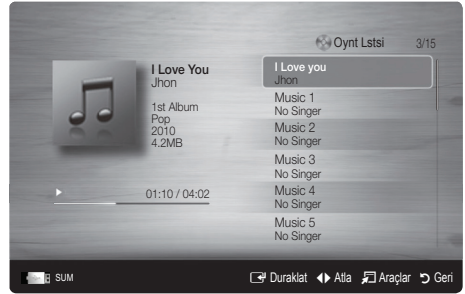 Oynt Lstsi 3/15
I Love You
Jhon
1st Album
Pop
2010
4.2MB
01:10 / 04:02
I Love you
Jhon
Music 1
No Singer
Music 2
No Singer
Music 3
No Singer
Music 4
No Singer
Music 5
No Singer
SUM Duraklat Atla Araçlar Geri